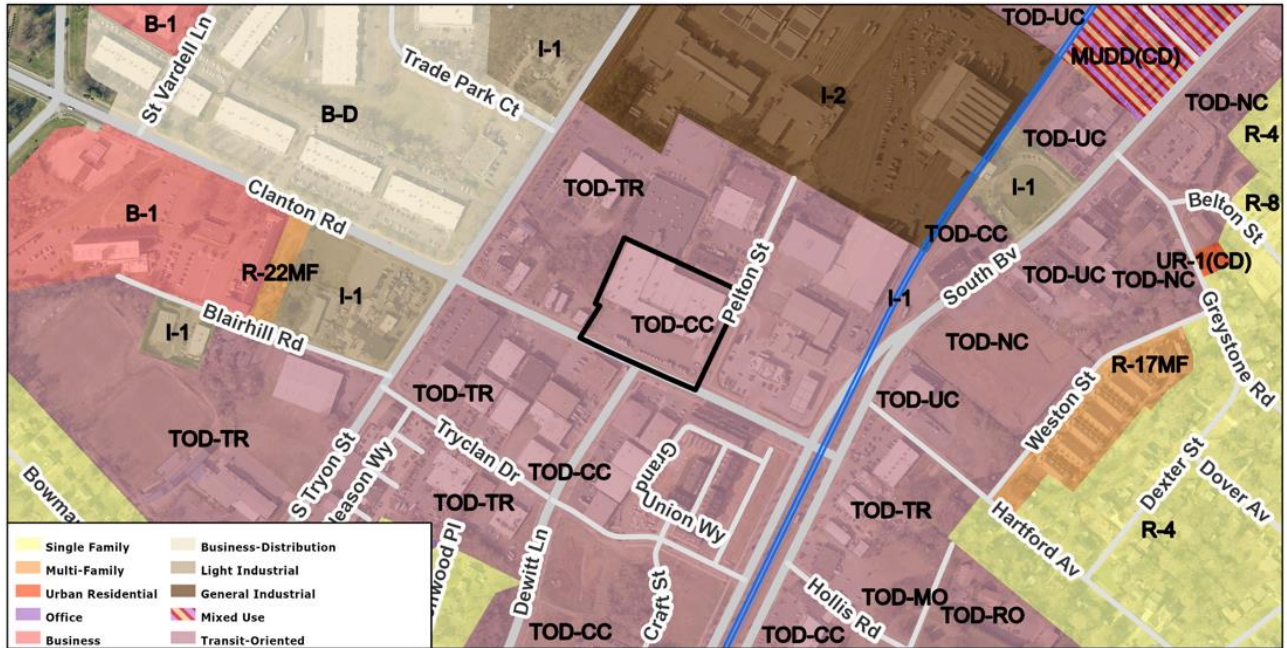 B-1
St Vardell Ln
Trade Park Ct
I-1
B-D
I-2
TOD-UC
MUDD(CD)
TOD-NC
TOD-UC
R-4
I-1
R-8
Belton St
TOD-TR
Clanton Rd
B-1
R-22MF
I-1
Pelton St
TOD-CC
South Bv
TOD-UC
TOD-NC
UR-1(CD)
I-1
I-1
Blairhill Rd
TOD-CC
TOD-NC
Greystone Rd
R-17MF
TOD-TR
TOD-UC
Weston St
TOD-TR
S Tryon St
Tryclan Dr
TOD-CC
Grand
Union Wy
Dexter St
Dover Av
TOD-TR
TOD-TR
Hartford Av
R-4
Dewitt Ln
Craft St
Hollis Rd
TOD-MO
TOD-RO
TOD-CC
TOD-CC
Single Family
Multi-Family
Urban Residential
Office
Business
Business-Distribution
Light Industrial
General Industrial
Mixed Use
Transit-Oriented